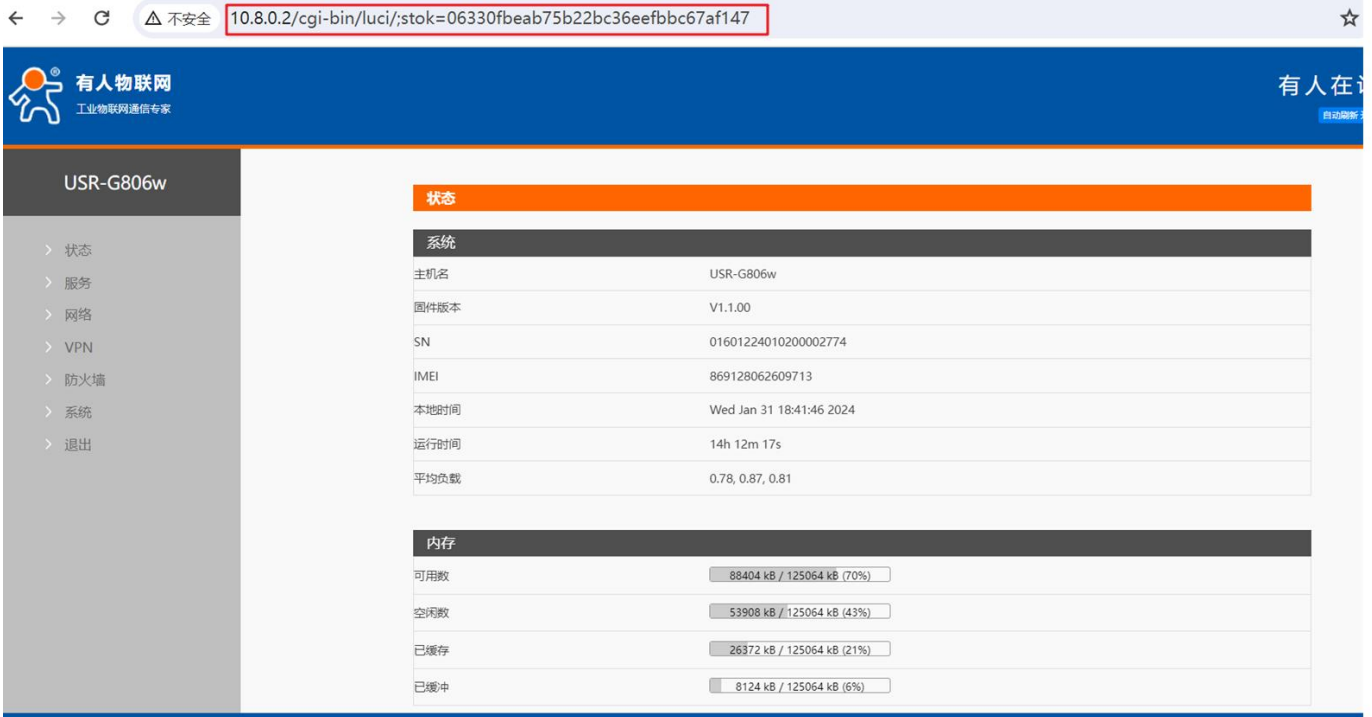 不安全 10.8.0.2/cgi-bin/luci/;stok=06330fbeab75b22bc36eefbbc67af147
有人物联网
®
工业物联网通信专家
有人在
自动刷新
USR-G806w
状态
服务
网络
VPN
防火墙
系统
退出
状态
系统
主机名 USR-G806w
固件版本 V1.1.00
SN 01601224010200002774
IMEI 869128062609713
本地时间 Wed Jan 31 18:41:46 2024
运行时间 14h 12m 17s
平均负载 0.78, 0.87, 0.81
内存
可用数 88404 kB / 125064 kB (70%)
空闲数 53908 kB / 125064 kB (43%)
已缓存 26372 kB / 125064 kB (21%)
已缓冲 8124 kB / 125064 kB (6%)